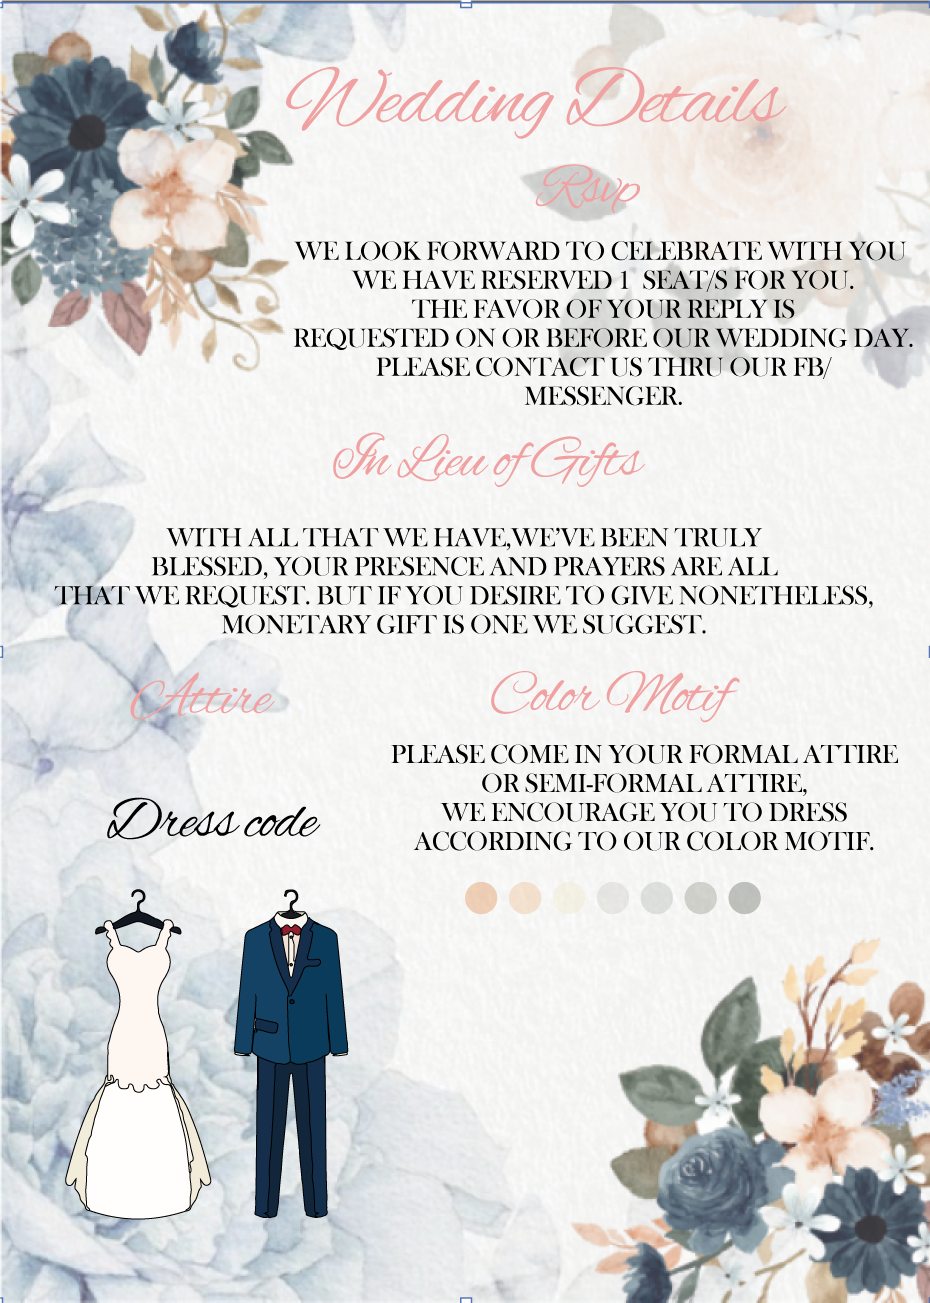 Wedding Details
Rsvp
WE LOOK FORWARD TO CELEBRATE WITH YOU
WE HAVE RESERVED 1  SEAT/S FOR YOU.
THE FAVOR OF YOUR REPLY IS
REQUESTED ON OR BEFORE OUR WEDDING DAY.
PLEASE CONTACT US THRU OUR FB/
MESSENGER.
In Lieu of Gifts
WITH ALL THAT WE HAVE,WE’VE BEEN TRULY
BLESSED, YOUR PRESENCE AND PRAYERS ARE ALL
THAT WE REQUEST. BUT IF YOU DESIRE TO GIVE NONETHELESS,
MONETARY GIFT IS ONE WE SUGGEST.
Attire
Dress code
Color Motif
PLEASE COME IN YOUR FORMAL ATTIRE
OR SEMI-FORMAL ATTIRE,
WE ENCOURAGE YOU TO DRESS
ACCORDING TO OUR COLOR MOTIF.